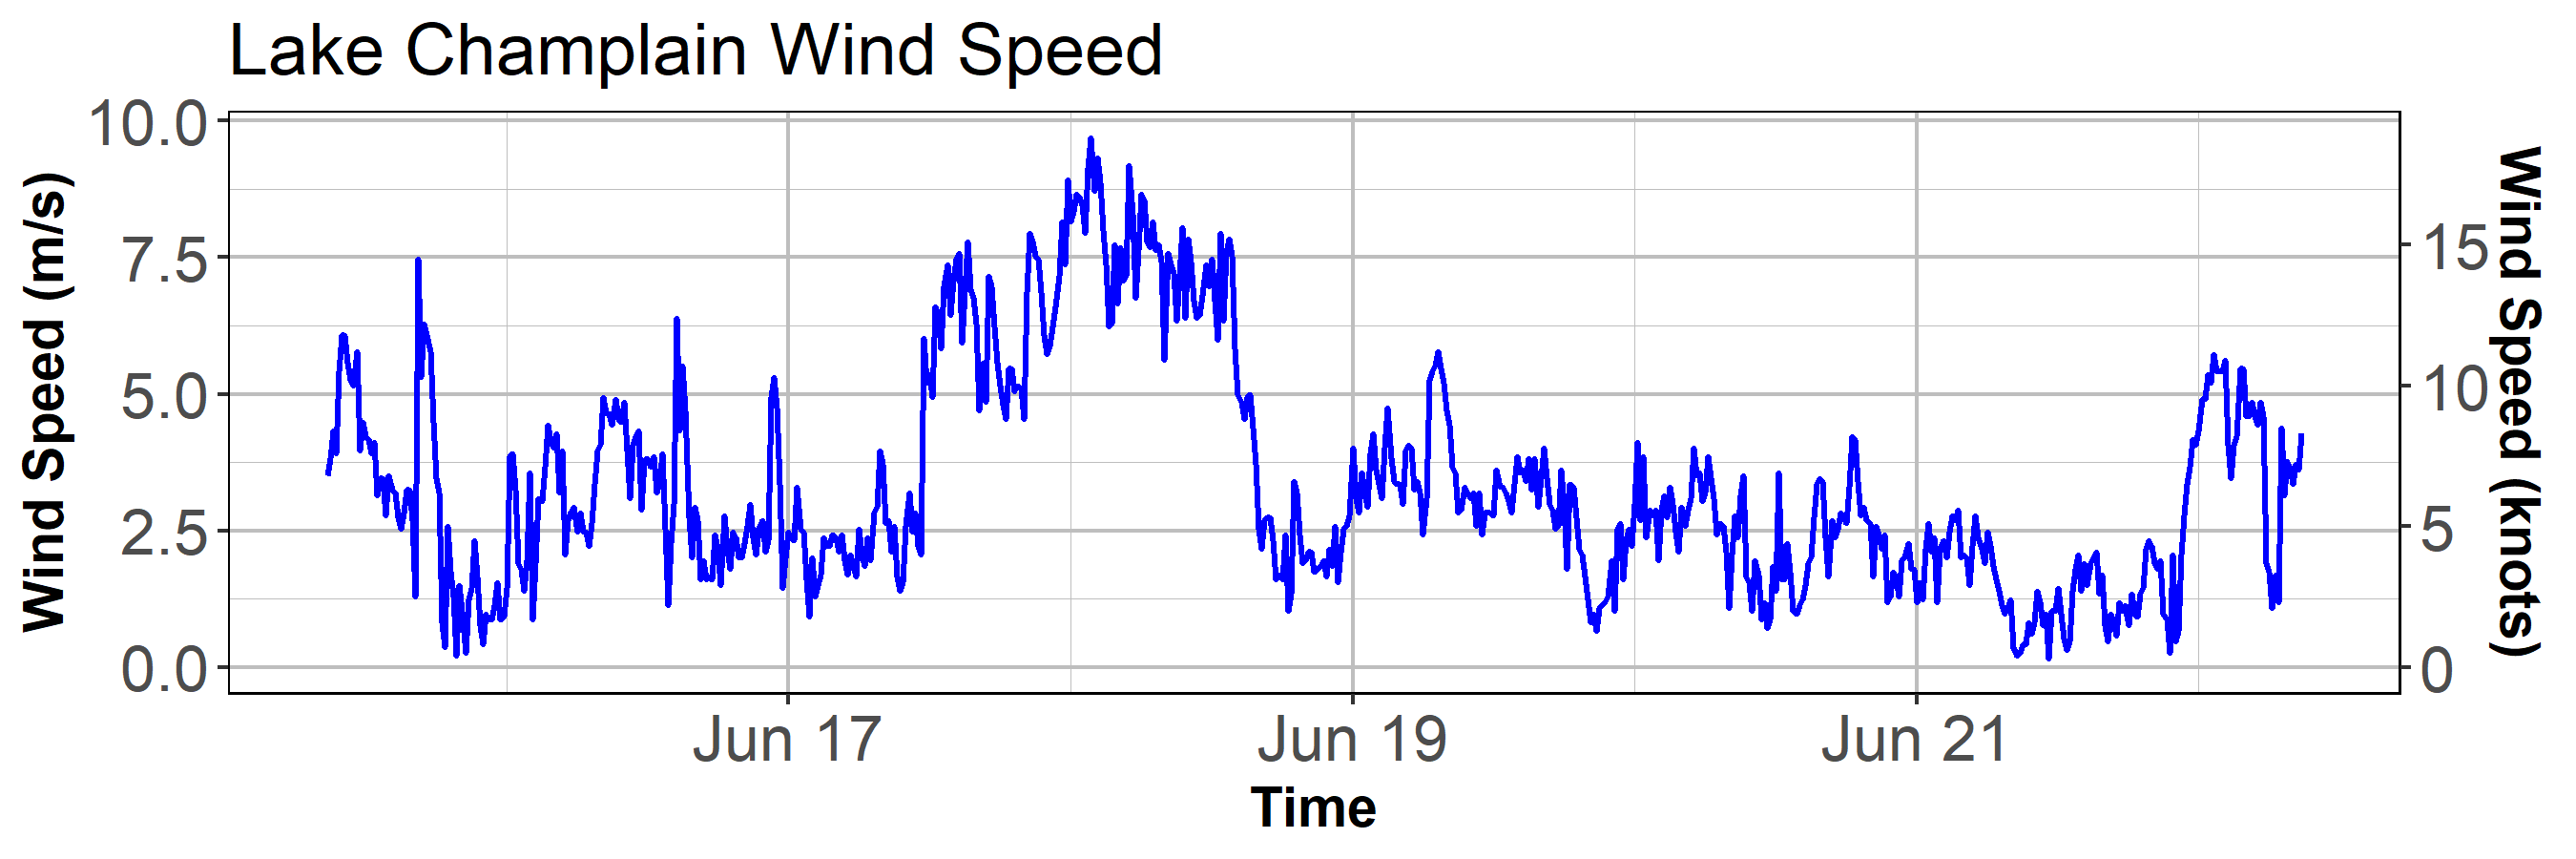 Lake Champlain Wind Speed
Wind Speed (m/s)
10.0
7.5
5.0
2.5
0.0
15
10
5
0
Wind Speed (knots)
Jun 17
Jun 19
Jun 21
Time